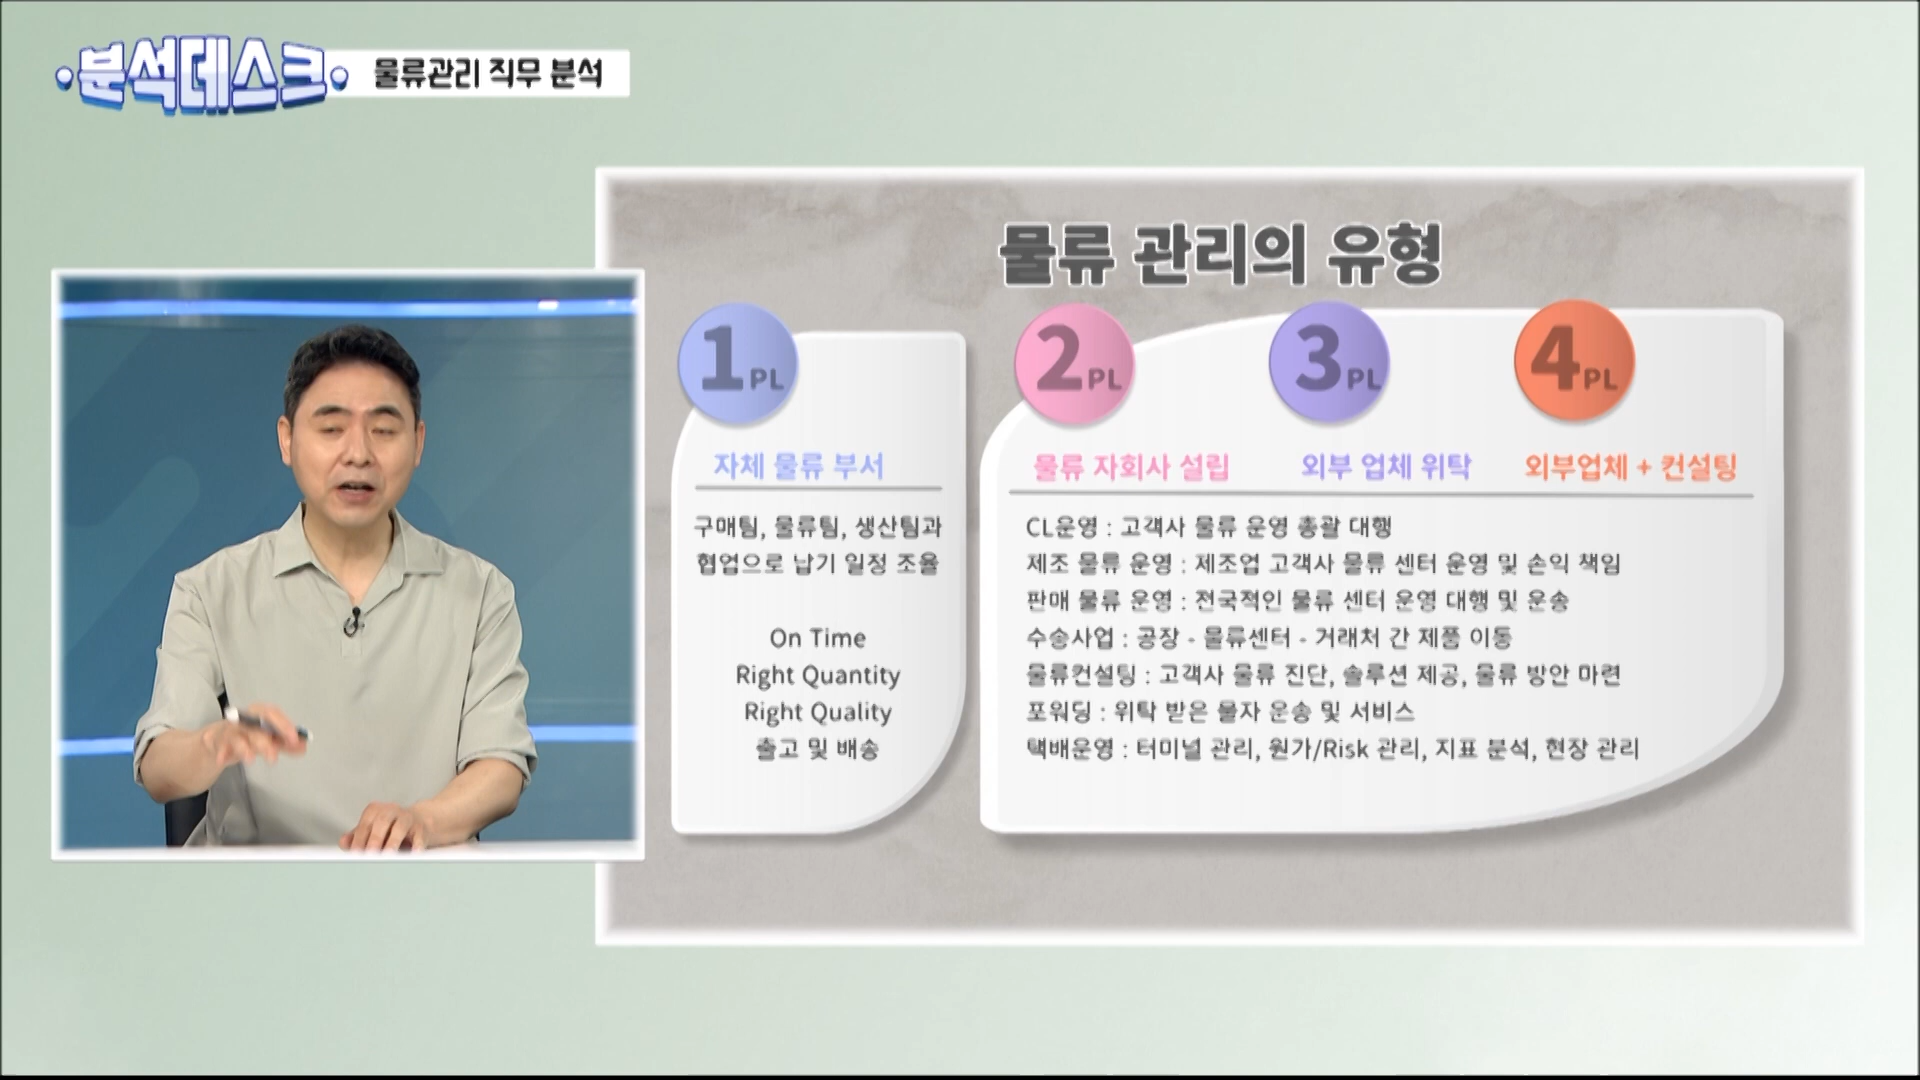 분석데스크
물류관리 직무 분석
물류 관리의 유형
1PL
자체 물류 부서
구매팀, 물류팀, 생산팀과
협업으로 납기 일정 조율
On Time
Right Quantity
Right Quality
출고 및 배송
2PL 3PL 4PL
물류 자회사 설립 외부 업체 위탁 외부업체 + 컨설팅
CL운영 : 고객사 물류 운영 총괄 대행
제조 물류 운영 : 제조업 고객사 물류 센터 운영 및 손익 책임
판매 물류 운영 : 전국적인 물류 센터 운영 대행 및 운송
수송사업 : 공장 - 물류센터 - 거래처 간 제품 이동
물류컨설팅 : 고객사 물류 진단, 솔루션 제공, 물류 방안 마련
포워딩 : 위탁 받은 물자 운송 및 서비스
택배운영 : 터미널 관리, 원가/Risk 관리, 지표 분석, 현장 관리